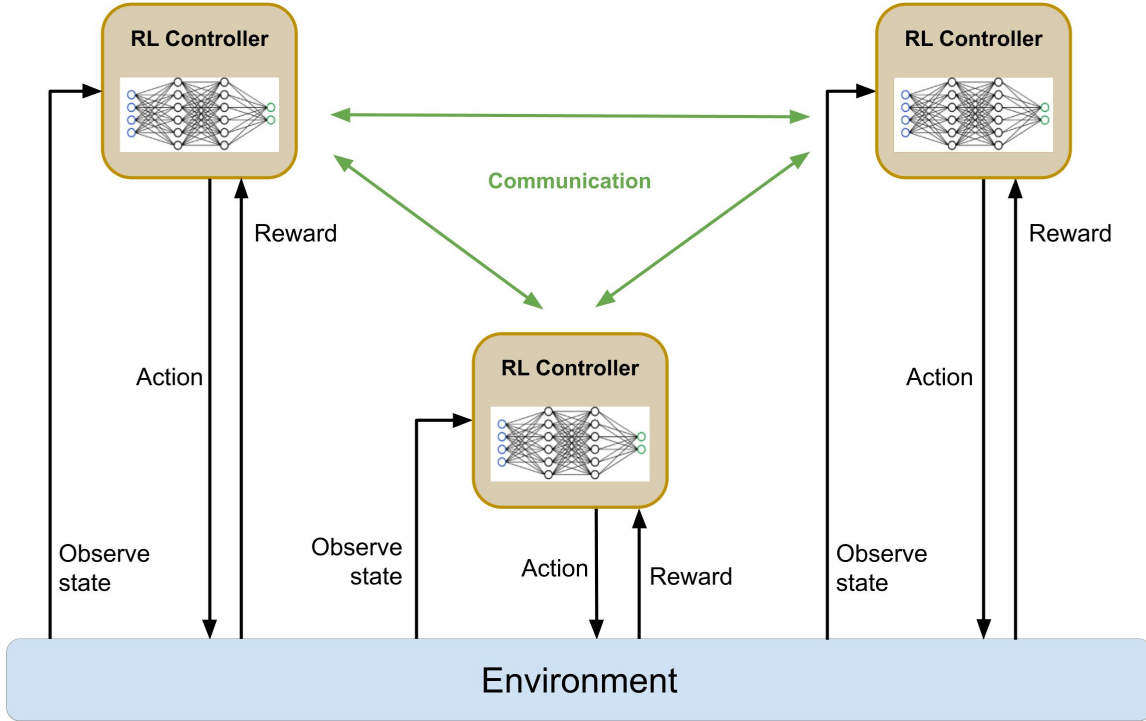 RL Controller
RL Controller
Communication
Reward
Reward
Action
Action
RL Controller
Observe
state
Observe
state
Action
Reward
Observe
state
Environment